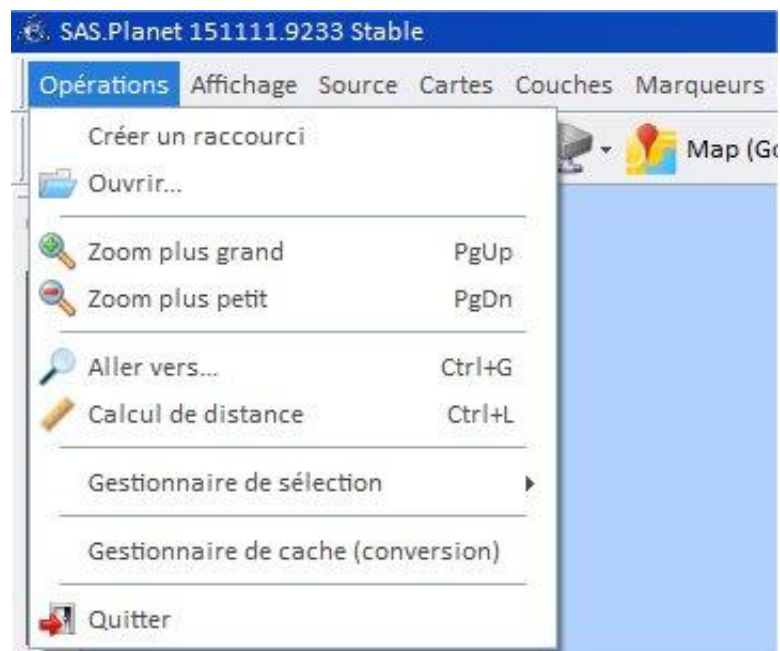 SAS.Planet 151111.9233 Stable
Opérations Affichage Source Cartes Couches Marqueurs
Map (Go
Créer un raccourci
Ouvrir...
Zoom plus grand PgUp
Zoom plus petit PgDn
Aller vers... Ctrl+G
Calcul de distance Ctrl+L
Gestionnaire de sélection
Gestionnaire de cache (conversion)
Quitter